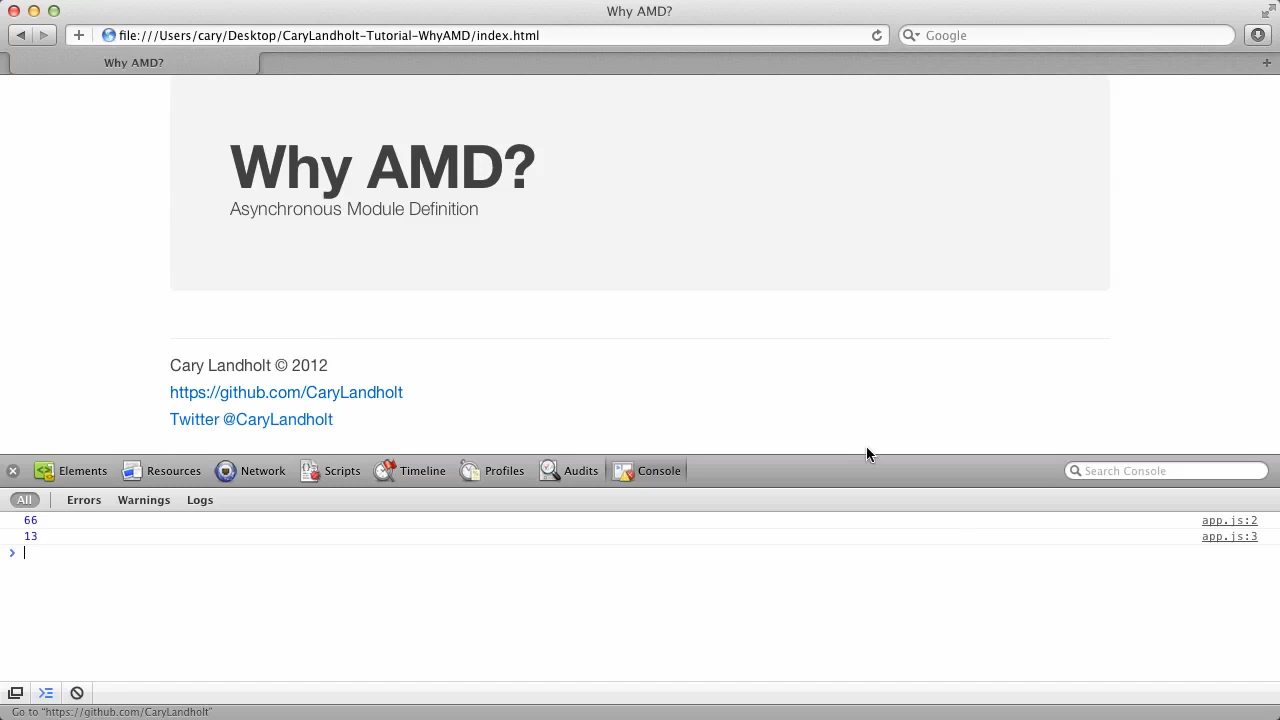 Why AMD?
file:///Users/cary/Desktop/CaryLandholt-Tutorial-WhyAMD/index.html
Google
Why AMD?
Why AMD?
Asynchronous Module Definition
Cary Landholt © 2012
https://github.com/CaryLandholt
Twitter @CaryLandholt
Elements Resources Network Scripts Timeline Profiles Audits Console Search Console
All Errors Warnings Logs
66 app.js:2
13 app.js:3
Go to "https://github.com/CaryLandholt"